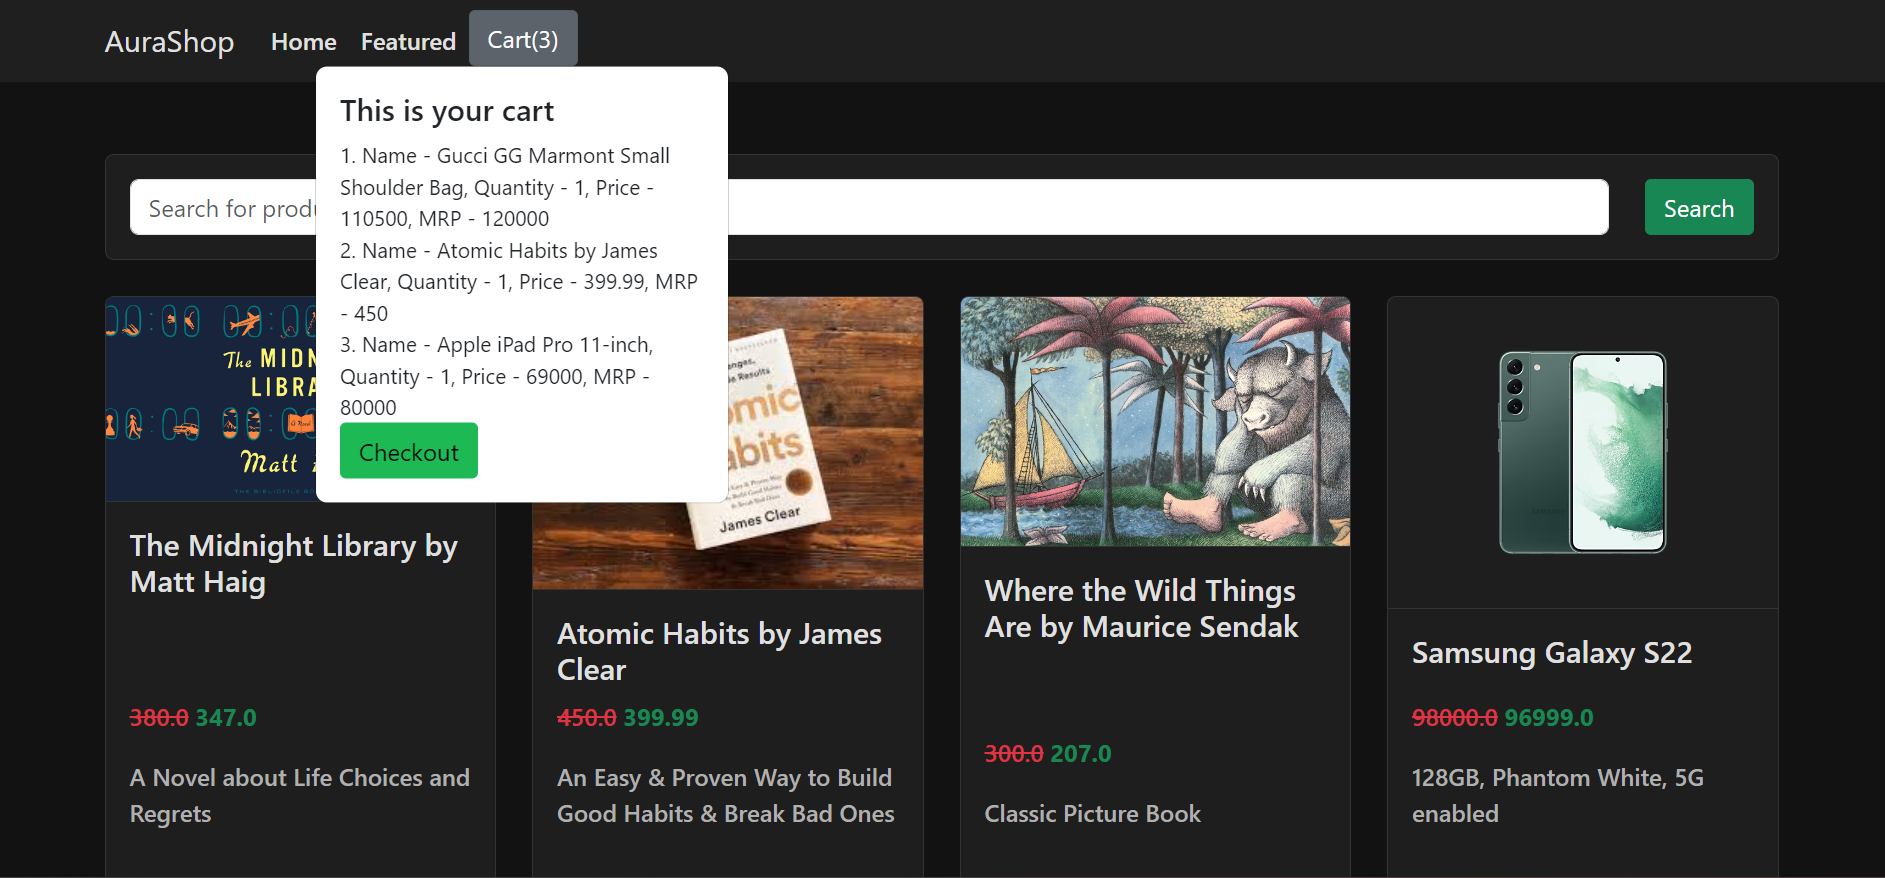 AuraShop Home Featured Cart(3)
This is your cart
1. Name - Gucci GG Marmont Small
Shoulder Bag, Quantity - 1, Price -
110500, MRP - 120000
2. Name - Atomic Habits by James
Clear, Quantity - 1, Price - 399.99, MRP
- 450
3. Name - Apple iPad Pro 11-inch,
Quantity - 1, Price - 69000, MRP -
80000
Checkout
Search for
Search
The
Matt
James Clear
The Midnight Library by
Matt Haig
380.0 347.0
A Novel about Life Choices and
Regrets
Atomic Habits by James
Clear
450.0 399.99
An Easy & Proven Way to Build
Good Habits & Break Bad Ones
Where the Wild Things
Are by Maurice Sendak
300.0 207.0
Classic Picture Book
Samsung Galaxy S22
98000.0 96999.0
128GB, Phantom White, 5G
enabled